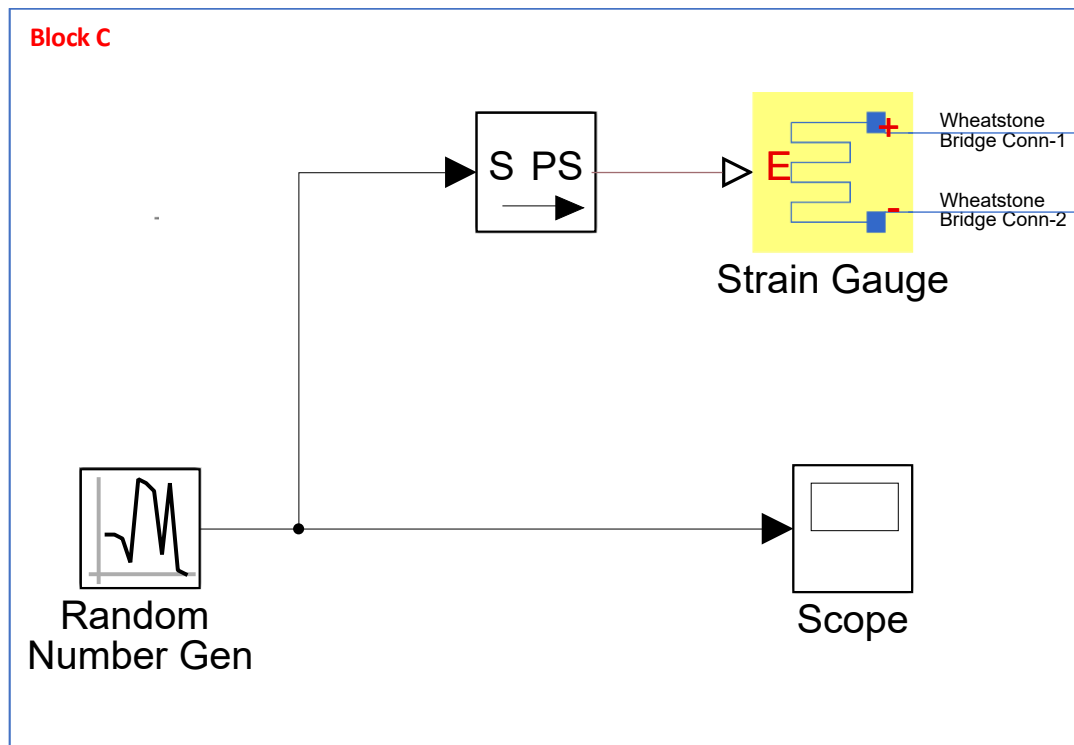 Block C
Wheatstone
Bridge Conn-1
S PS
E
+
-
Wheatstone
Bridge Conn-2
Strain Gauge
Random
Number Gen
Scope